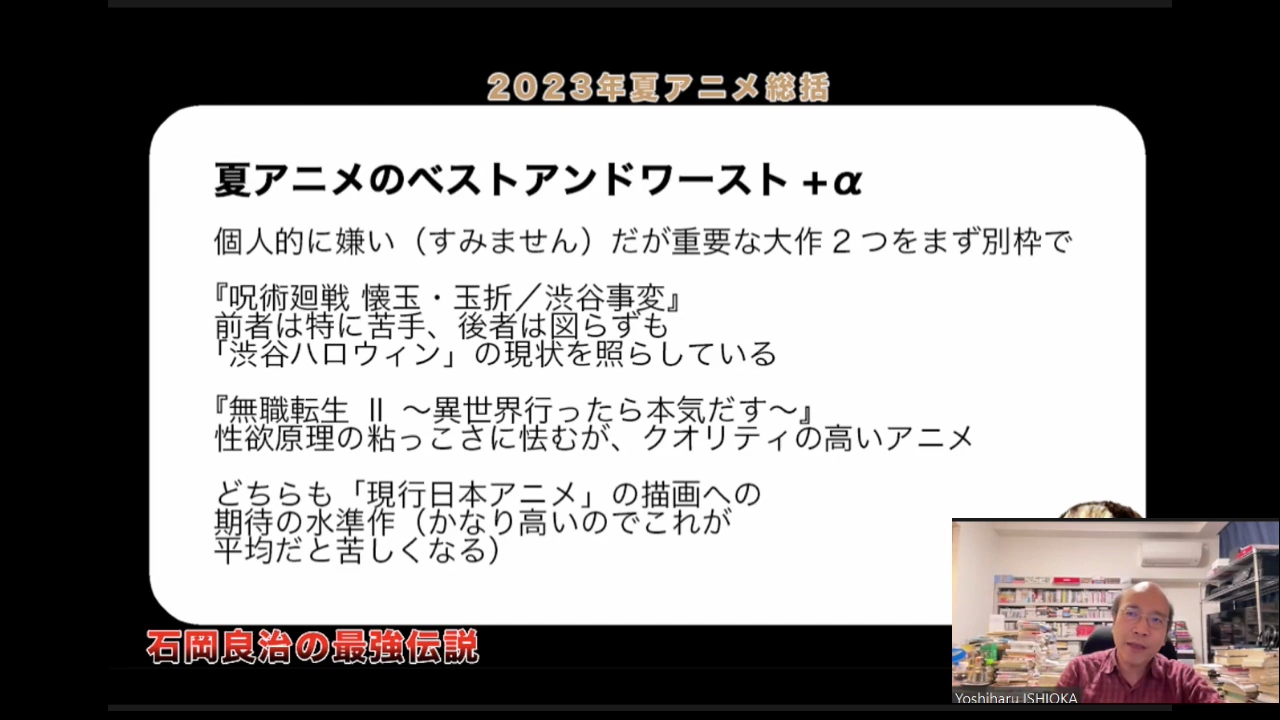 2023年夏アニメ総括
夏アニメのベストアンドワースト +α
個人的に嫌い（すみません）だが重要な大作 2 つをまず別枠で
『呪術廻戦 懐玉・玉折／渋谷事変』
前者は特に苦手、後者は図らずも
「渋谷ハロウィン」の現状を照らしている
『無職転生 Ⅱ ～異世界行ったら本気だす～』
性欲原理の粘っこさに怯むが、クオリティの高いアニメ
どちらも「現行日本アニメ」の描画への
期待の水準作（かなり高いのでこれが
平均だと苦しくなる）
石岡良治の最強伝説
Yoshiharu ISHIOKA